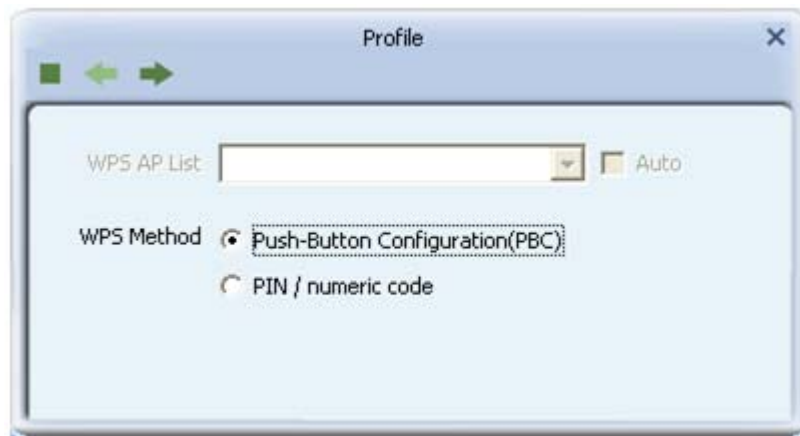 Profile
WPS AP List Auto
WPS Method Push-Button Configuration(PBC)
PIN / numeric code